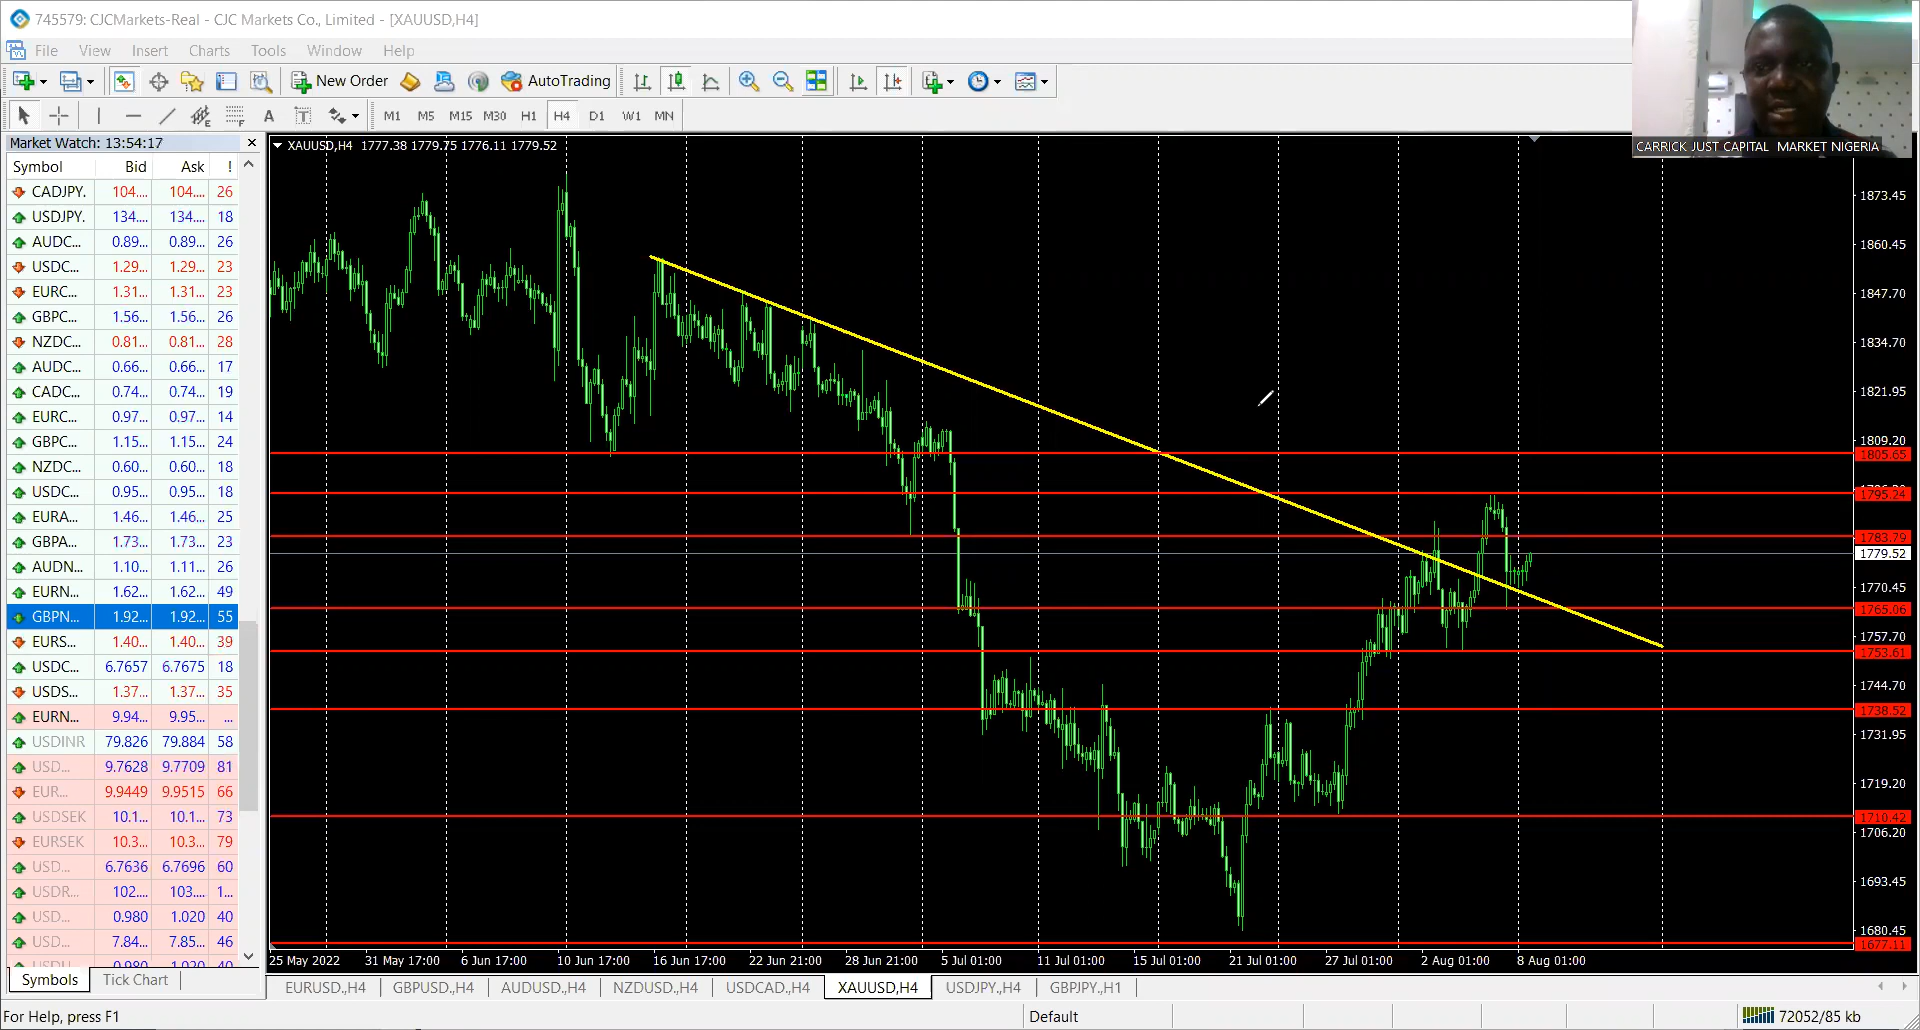 745579: CJCMarkets-Real - CJC Markets Co., Limited - [XAUUSD,H4]
File View Insert Charts Tools Window Help
New Order AutoTrading
A T M1 M5 M15 M30 H1 H4 D1 W1 MN
CARRICK JUST CAPITAL MARKET NIGERIA
Market Watch: 13:54:17
Symbol Bid Ask !
CADJPY. 104.... 104.... 26
USDJPY. 134.... 134.... 18
AUDC... 0.89... 0.89... 26
USDC... 1.29... 1.29... 23
EURC... 1.31... 1.31... 23
GBPC... 1.56... 1.56... 26
NZDC... 0.81... 0.81... 28
AUDC... 0.66... 0.66... 17
CADC... 0.74... 0.74... 19
EURC... 0.97... 0.97... 14
GBPC... 1.15... 1.15... 24
NZDC... 0.60... 0.60... 18
USDC... 0.95... 0.95... 18
EURA... 1.46... 1.46... 25
GBPA... 1.73... 1.73... 23
AUDN... 1.10... 1.11... 26
EURN... 1.62... 1.62... 49
GBPN... 1.92... 1.92... 55
EURS... 1.40... 1.40... 39
USDC... 6.7657 6.7675 18
USDS... 1.37... 1.37... 35
EURN... 9.94... 9.95... ...
USDINR 79.826 79.884 58
USD... 9.7628 9.7709 81
EUR... 9.9449 9.9515 66
USDSEK 10.1... 10.1... 73
EURSEK 10.3... 10.3... 79
USD... 6.7636 6.7696 60
USDR... 102.... 103.... 1...
USD... 0.980 1.020 40
USD... 7.84... 7.85... 46
Symbols Tick Chart
XAUUSD,H4 1777.38 1779.75 1776.11 1779.52
1873.45
1860.45
1847.70
1834.70
1821.95
1809.20
1805.65
1795.24
1783.79
1779.52
1770.45
1765.06
1757.70
1753.61
1744.70
1738.52
1731.95
1719.20
1710.42
1706.20
1693.45
1680.45
1677.11
25 May 2022 31 May 17:00 6 Jun 17:00 10 Jun 17:00 16 Jun 17:00 22 Jun 21:00 28 Jun 21:00 5 Jul 01:00 11 Jul 01:00 15 Jul 01:00 21 Jul 01:00 27 Jul 01:00 2 Aug 01:00 8 Aug 01:00
EURUSD.,H4 GBPUSD.,H4 AUDUSD.,H4 NZDUSD.,H4 USDCAD.,H4 XAUUSD,H4 USDJPY.,H4 GBPJPY.,H1
For Help, press F1 Default 72052/85 kb